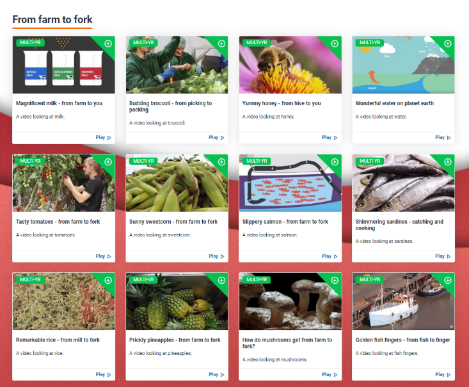 From farm to fork
MULTI-YR
MULTI-YR
MULTI-YR
MULTI-YR
Magnificent milk - from farm to you
A video looking at milk.
Play
Budding broccoli - from picking to
packing
A video looking at broccoli.
Play
Yummy honey - from hive to you
A video looking at honey.
Play
Wonderful water on planet earth
A video looking at water.
Play
MULTI-YR
MULTI-YR
MULTI-YR
MULTI-YR
Tasty tomatoes - from farm to fork
A video looking at tomatoes.
Play
Sunny sweetcorn - from farm to fork
A video looking at sweetcorn.
Play
Slippery salmon - from farm to fork
A video looking at salmon.
Play
Shimmering sardines - catching and
cooking
A video looking at sardines.
Play
MULTI-YR
MULTI-YR
MULTI-YR
MULTI-YR
Remarkable rice - from mill to fork
A video looking at rice.
Play
Prickly pineapples - from farm to fork
A video looking at pineapples.
Play
How do mushrooms get from farm to
fork?
A video looking at mushrooms.
Play
Golden fish fingers - from fish to finger
A video looking at fish fingers.
Play